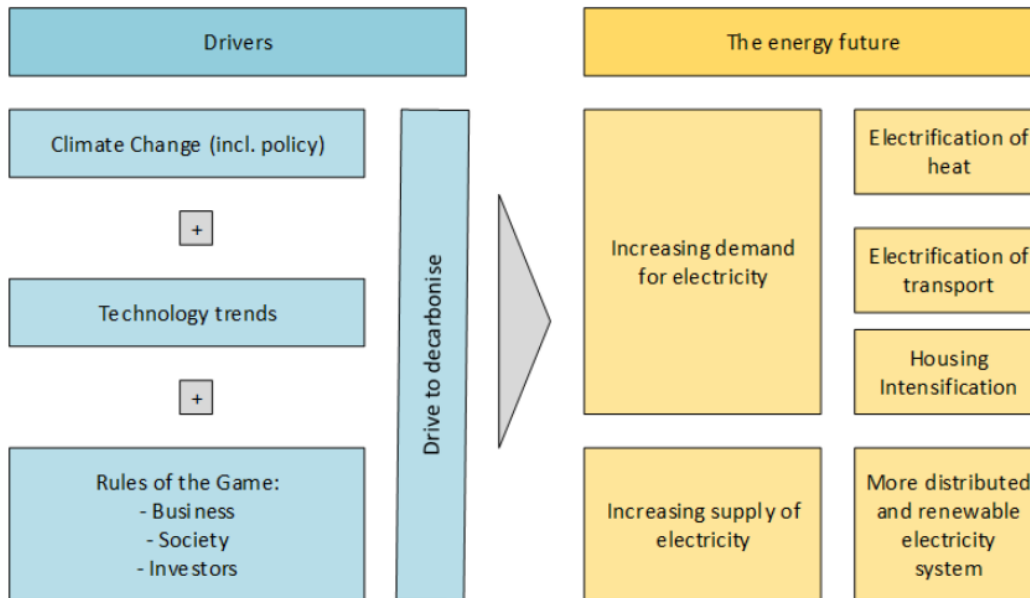 Drivers
The energy future
Climate Change (incl. policy)
+
Technology trends
+
Rules of the Game:
- Business
- Society
- Investors
Drive to decarbonise
Increasing demand
for electricity
Electrification of
heat
Electrification of
transport
Housing
Intensification
Increasing supply of
electricity
More distributed
and renewable
electricity
system